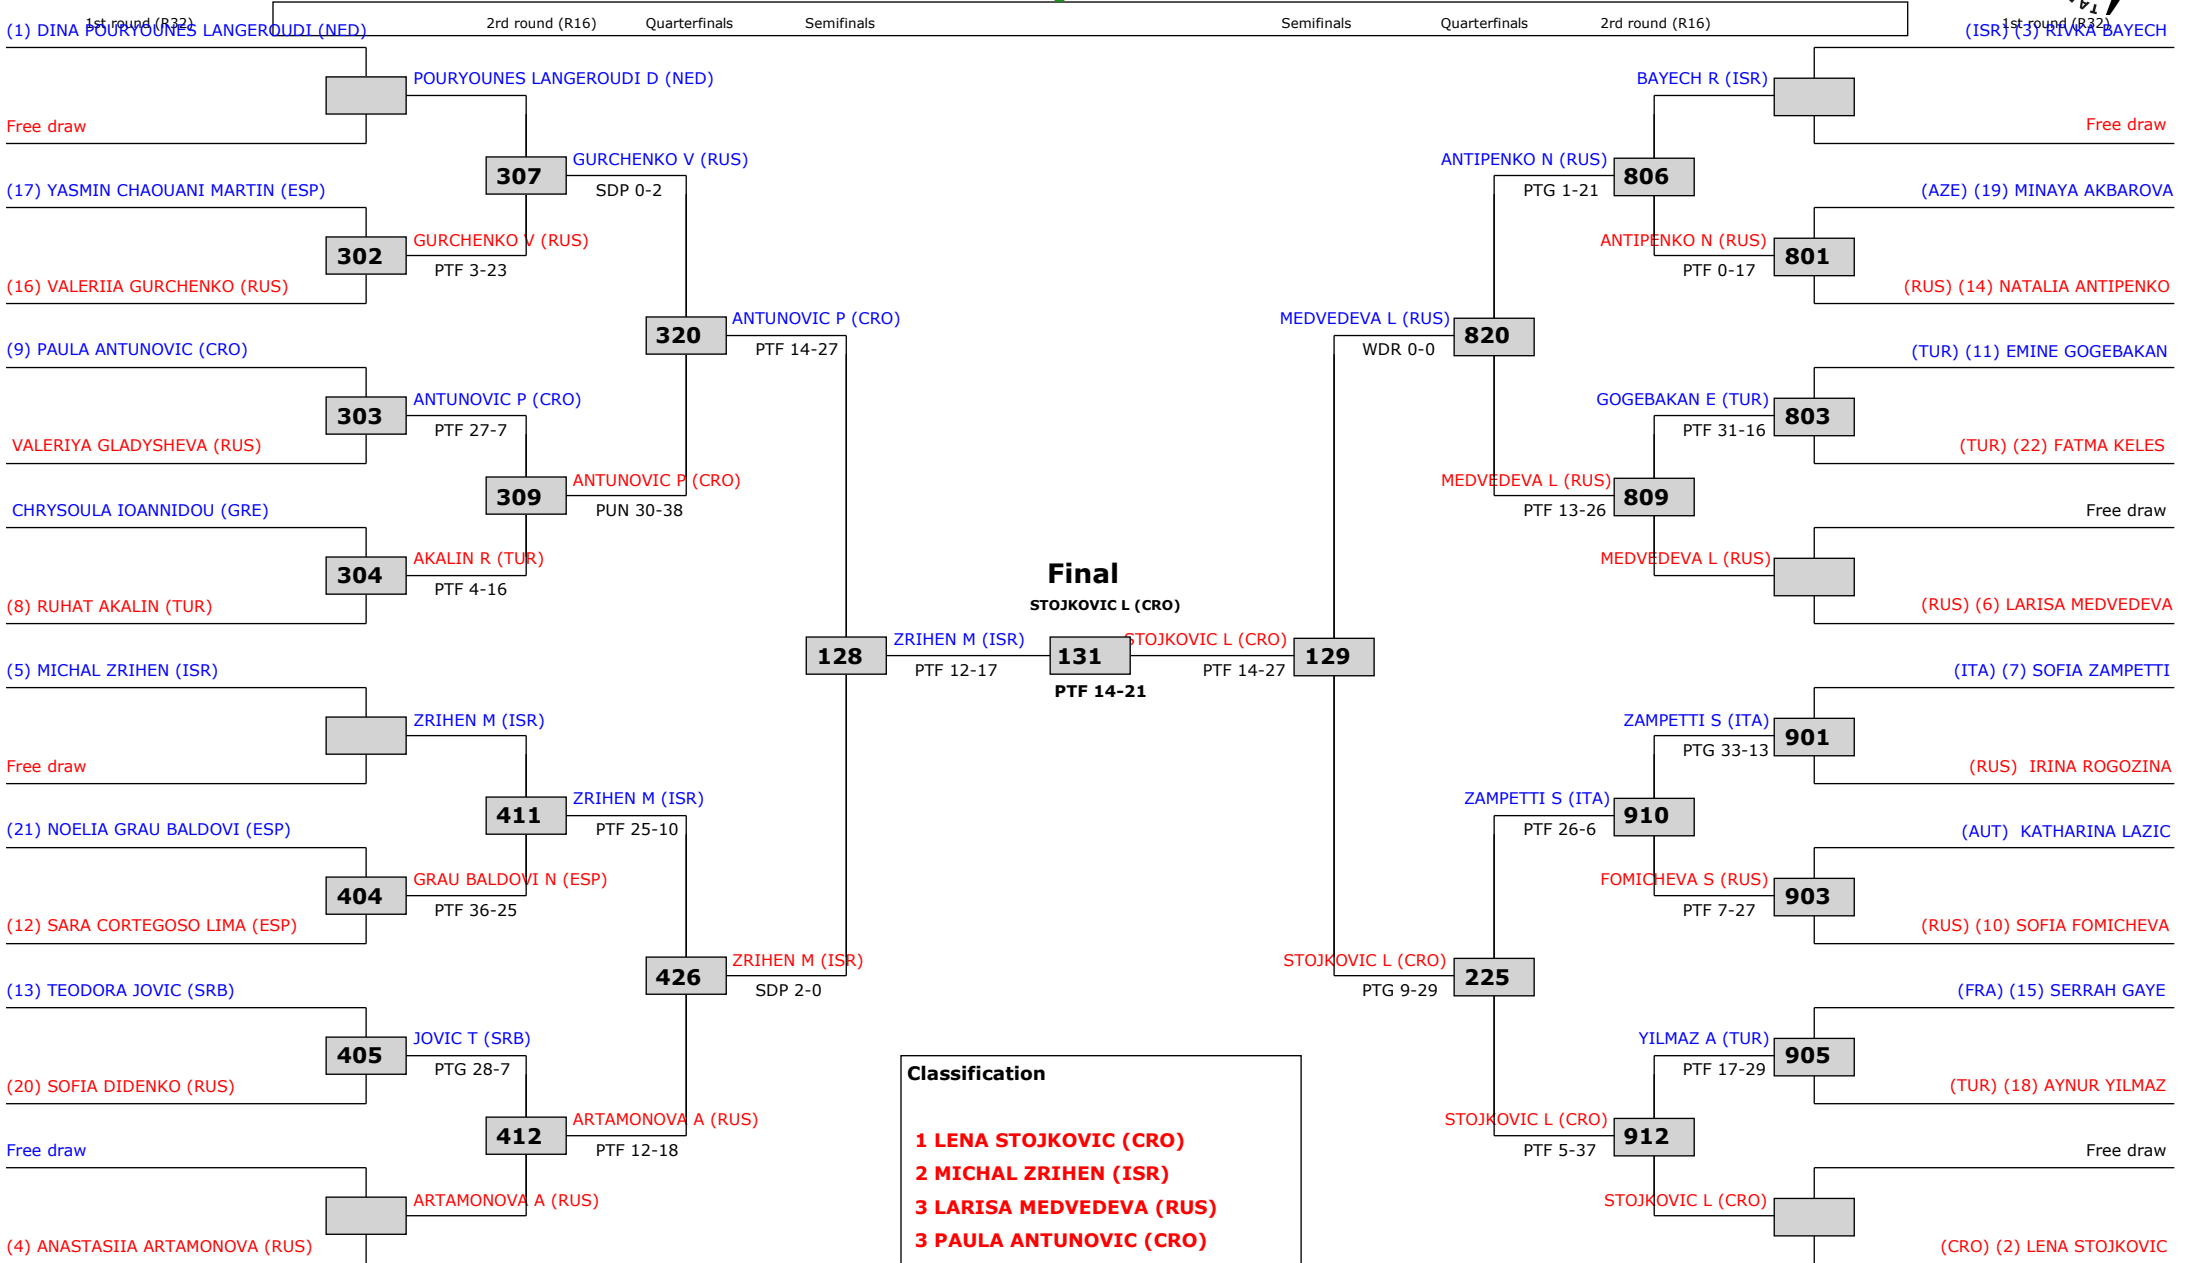 1st round (R32)
2rd round (R16)
Quarterfinals
Semifinals
Semifinals
Quarterfinals
2rd round (R16)
1st round (R32)
(1) DINA POURYOUNES LANGEROUDI (NED)
Free draw
(17) YASMIN CHAOUANI MARTIN (ESP)
(16) VALERIIA GURCHENKO (RUS)
(9) PAULA ANTUNOVIC (CRO)
VALERIYA GLADYSHEVA (RUS)
CHRYSOULA IOANNIDOU (GRE)
(8) RUHAT AKALIN (TUR)
(5) MICHAL ZRIHEN (ISR)
Free draw
(21) NOELIA GRAU BALDOVI (ESP)
(12) SARA CORTEGOSO LIMA (ESP)
(13) TEODORA JOVIC (SRB)
(20) SOFIA DIDENKO (RUS)
Free draw
(4) ANASTASIIA ARTAMONOVA (RUS)
POURYOUNES LANGEROUDI D (NED)
302
GURCHENKO V (RUS)
PTF 3-23
303
ANTUNOVIC P (CRO)
PTF 27-7
304
AKALIN R (TUR)
PTF 4-16
ZRIHEN M (ISR)
404
GRAU BALDOVI N (ESP)
PTF 36-25
405
JOVIC T (SRB)
PTG 28-7
ARTAMONOVA A (RUS)
307
GURCHENKO V (RUS)
SDP 0-2
309
ANTUNOVIC P (CRO)
PUN 30-38
411
ZRIHEN M (ISR)
PTF 25-10
412
ARTAMONOVA A (RUS)
PTF 12-18
320
ANTUNOVIC P (CRO)
PTF 14-27
426
ZRIHEN M (ISR)
SDP 2-0
128
ZRIHEN M (ISR)
PTF 12-17
Final
STOJKOVIC L (CRO)
131
PTF 14-21
STOJKOVIC L (CRO)
PTF 14-27
129
MEDVEDEVA L (RUS)
WDR 0-0
820
STOJKOVIC L (CRO)
PTG 9-29
225
ANTIPENKO N (RUS)
PTG 1-21
806
MEDVEDEVA L (RUS)
PTF 13-26
809
ZAMPETTI S (ITA)
PTF 26-6
910
STOJKOVIC L (CRO)
PTF 5-37
912
BAYECH R (ISR)
ANTIPENKO N (RUS)
PTF 0-17
801
GOGEBAKAN E (TUR)
PTF 31-16
803
MEDVEDEVA L (RUS)
ZAMPETTI S (ITA)
PTG 33-13
901
FOMICHEVA S (RUS)
PTF 7-27
903
YILMAZ A (TUR)
PTF 17-29
905
STOJKOVIC L (CRO)
(ISR) (3) RIVKA BAYECH
Free draw
(AZE) (19) MINAYA AKBAROVA
(RUS) (14) NATALIA ANTIPENKO
(TUR) (11) EMINE GOGEBAKAN
(TUR) (22) FATMA KELES
Free draw
(RUS) (6) LARISA MEDVEDEVA
(ITA) (7) SOFIA ZAMPETTI
(RUS) IRINA ROGOZINA
(AUT) KATHARINA LAZIC
(RUS) (10) SOFIA FOMICHEVA
(FRA) (15) SERRAH GAYE
(TUR) (18) AYNUR YILMAZ
Free draw
(CRO) (2) LENA STOJKOVIC
Classification
1 LENA STOJKOVIC (CRO)
2 MICHAL ZRIHEN (ISR)
3 LARISA MEDVEDEVA (RUS)
3 PAULA ANTUNOVIC (CRO)